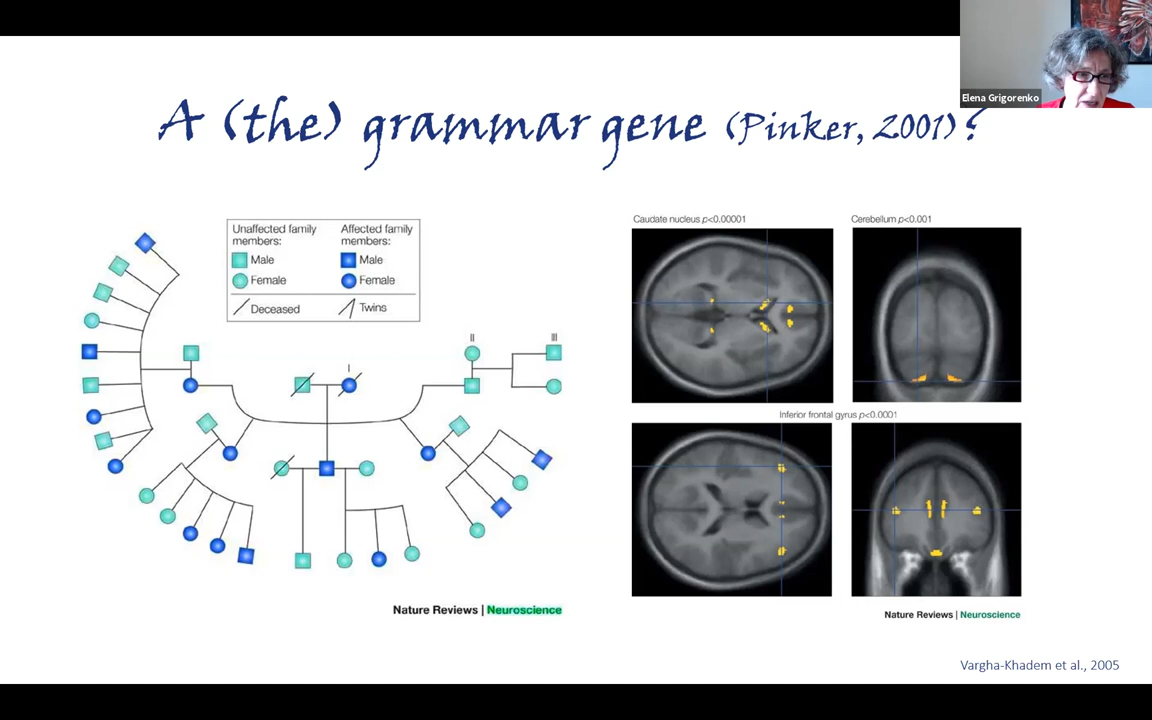 Elena Grigorenko
A (the) grammar gene (Pinker, 2001)?
Unaffected family members:
Male
Female
Deceased
Affected family members:
Male
Female
Twins
I
II
III
Nature Reviews | Neuroscience
Caudate nucleus p<0.00001
Cerebellum p<0.001
Inferior frontal gyrus p<0.0001
Nature Reviews | Neuroscience
Vargha-Khadem et al., 2005